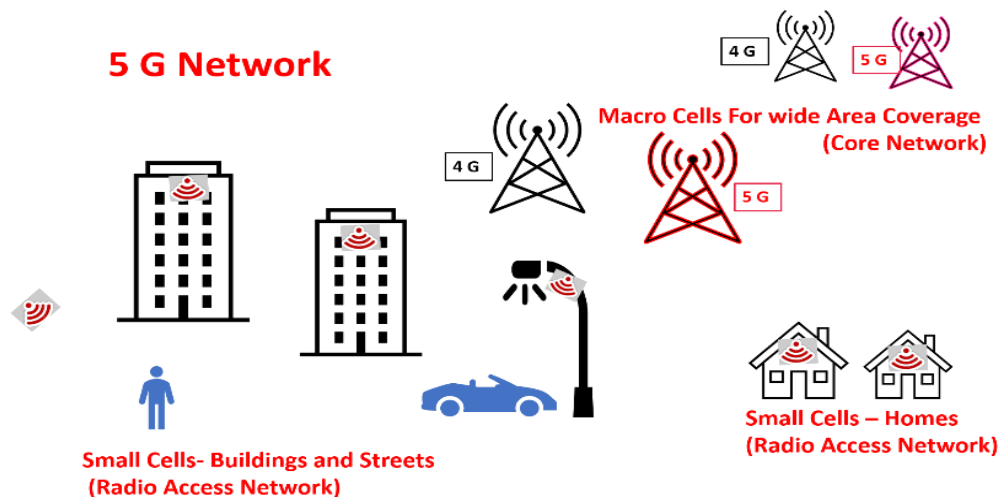 5 G Network
4 G
5 G
Macro Cells For wide Area Coverage
(Core Network)
4 G
5 G
Small Cells – Homes
(Radio Access Network)
Small Cells- Buildings and Streets
(Radio Access Network)